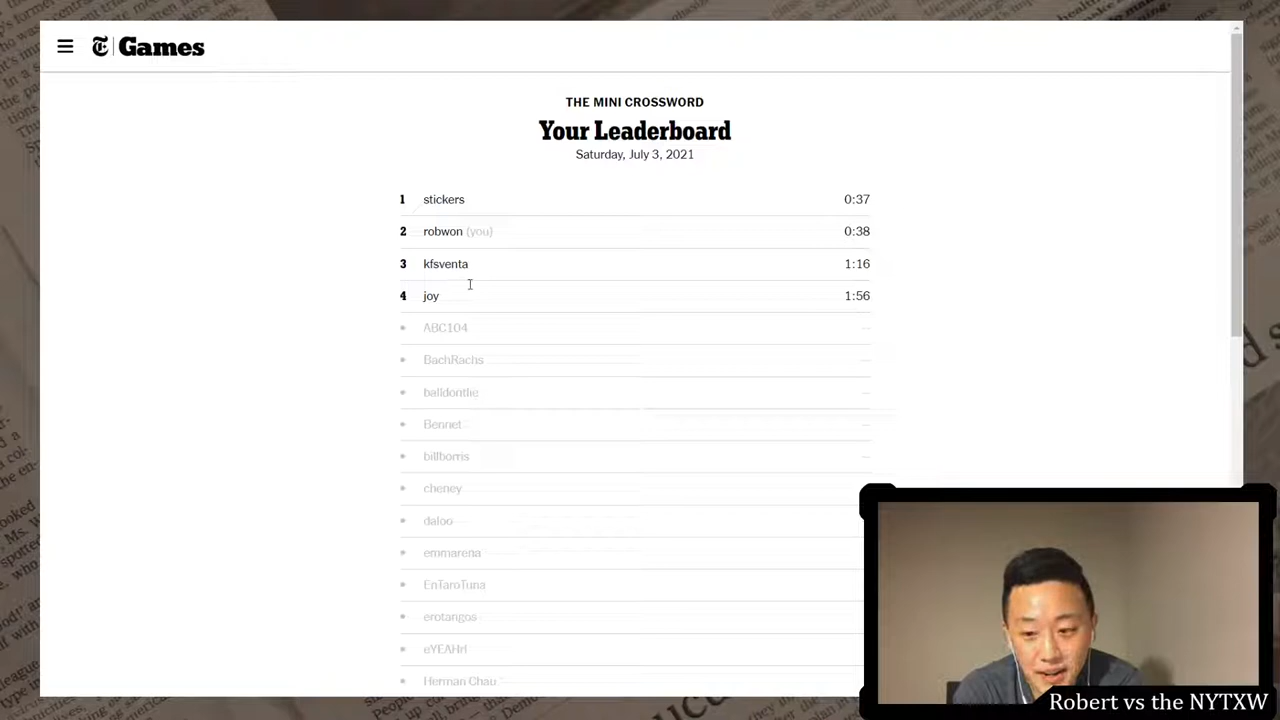 Games
THE MINI CROSSWORD
Your Leaderboard
Saturday, July 3, 2021
1 stickers 0:37
2 robwon (you) 0:38
3 kfsventa 1:16
4 joy 1:56
ABC104 --
BachRachs --
balldontlie --
Bennet --
billborris --
cheney
daloo
emmarena
EnTaroTuna
erotangos
eYEAHrl
Herman Chau
Robert vs the NYTXW